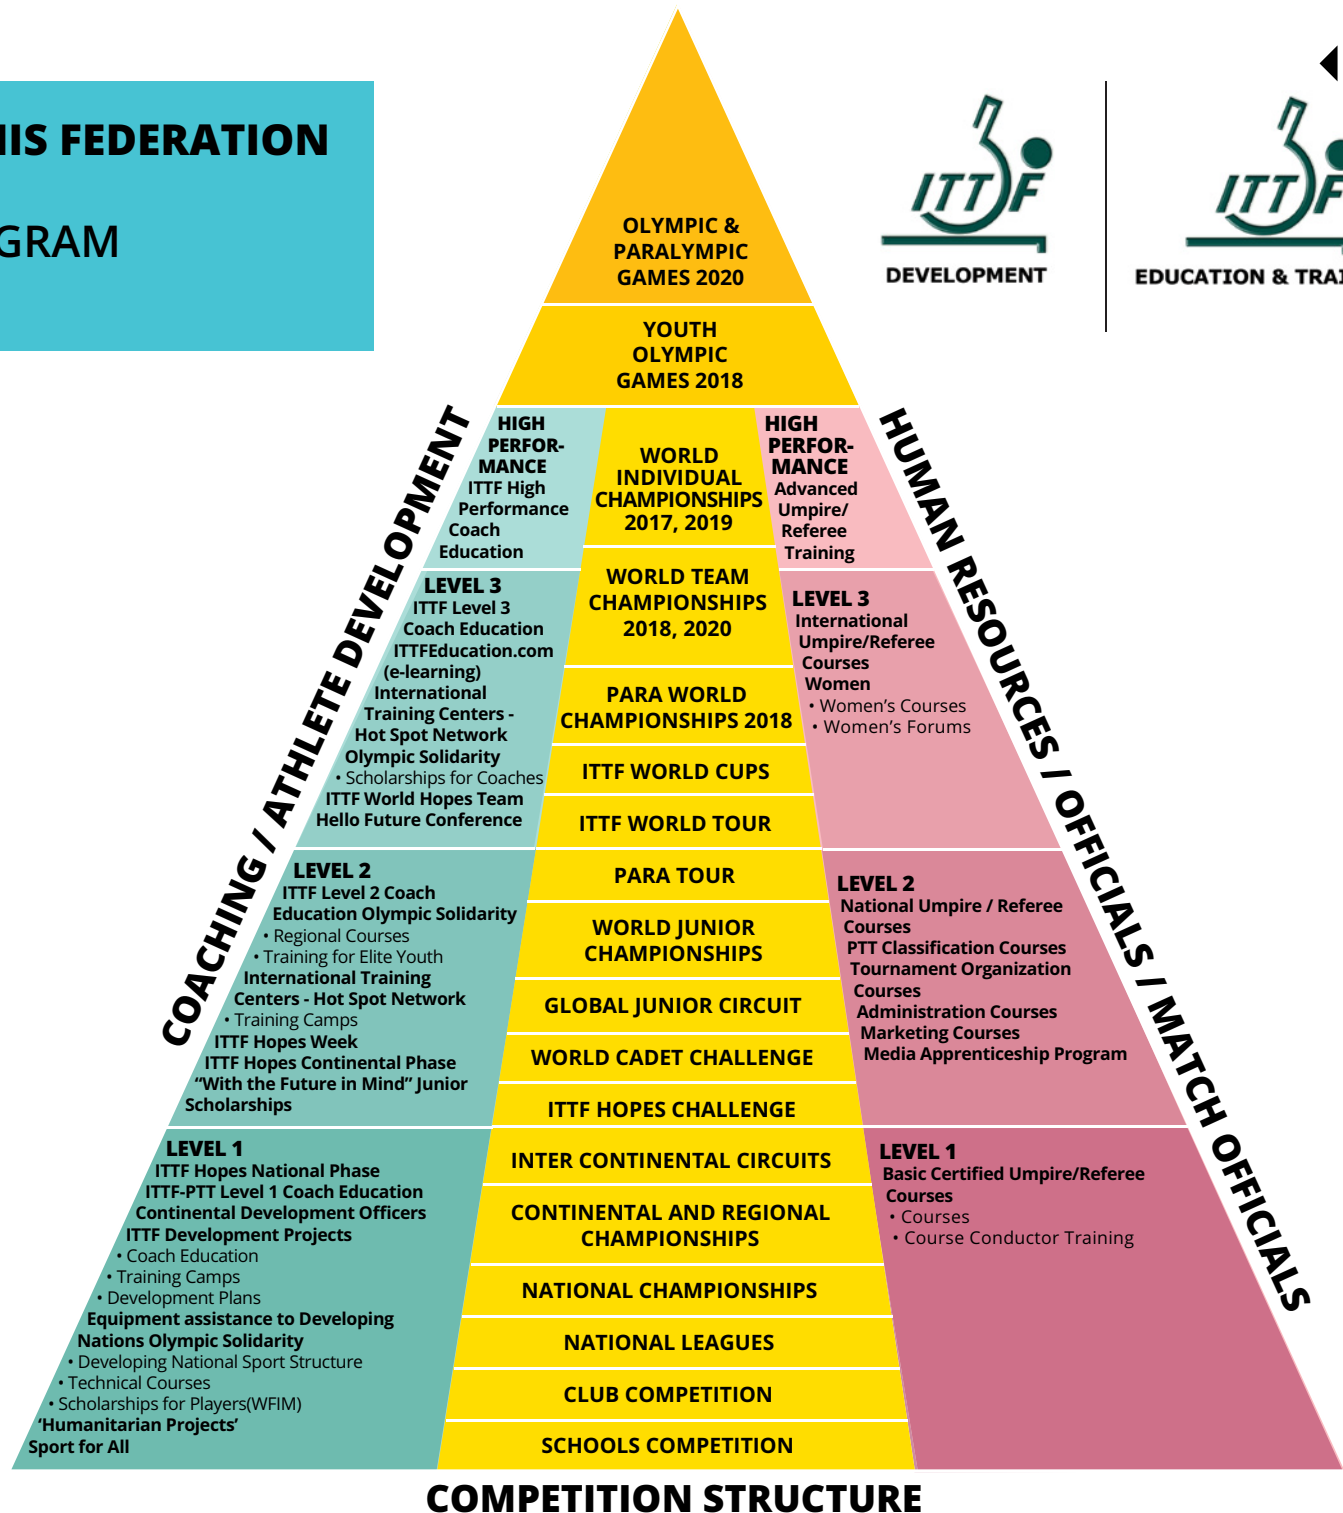 NIS FEDERATION
GRAM
ITTF
DEVELOPMENT
ITTF
EDUCATION & TRAI
OLYMPIC &
PARALYMPIC
GAMES 2020
YOUTH
OLYMPIC
GAMES 2018
COACHING / ATHLETE DEVELOPMENT
HIGH
PERFOR-
MANCE
ITTF High
Performance
Coach
Education
LEVEL 3
ITTF Level 3
Coach Education
ITTFEducation.com
(e-learning)
International
Training Centers -
Hot Spot Network
Olympic Solidarity
• Scholarships for Coaches
ITTF World Hopes Team
Hello Future Conference
LEVEL 2
ITTF Level 2 Coach
Education Olympic Solidarity
• Regional Courses
• Training for Elite Youth
International Training
Centers - Hot Spot Network
• Training Camps
ITTF Hopes Week
ITTF Hopes Continental Phase
“With the Future in Mind” Junior
Scholarships
LEVEL 1
ITTF Hopes National Phase
ITTF-PTT Level 1 Coach Education
Continental Development Officers
ITTF Development Projects
• Coach Education
• Training Camps
• Development Plans
Equipment assistance to Developing
Nations Olympic Solidarity
• Developing National Sport Structure
• Technical Courses
• Scholarships for Players(WFIM)
‘Humanitarian Projects’
Sport for All
WORLD
INDIVIDUAL
CHAMPIONSHIPS
2017, 2019
WORLD TEAM
CHAMPIONSHIPS
2018, 2020
PARA WORLD
CHAMPIONSHIPS 2018
ITTF WORLD CUPS
ITTF WORLD TOUR
PARA TOUR
WORLD JUNIOR
CHAMPIONSHIPS
GLOBAL JUNIOR CIRCUIT
WORLD CADET CHALLENGE
ITTF HOPES CHALLENGE
INTER CONTINENTAL CIRCUITS
CONTINENTAL AND REGIONAL
CHAMPIONSHIPS
NATIONAL CHAMPIONSHIPS
NATIONAL LEAGUES
CLUB COMPETITION
SCHOOLS COMPETITION
HIGH
PERFOR-
MANCE
Advanced
Umpire/
Referee
Training
LEVEL 3
International
Umpire/Referee
Courses
Women
• Women’s Courses
• Women’s Forums
LEVEL 2
National Umpire / Referee
Courses
PTT Classification Courses
Tournament Organization
Courses
Administration Courses
Marketing Courses
Media Apprenticeship Program
LEVEL 1
Basic Certified Umpire/Referee
Courses
• Courses
• Course Conductor Training
HUMAN RESOURCES / OFFICIALS / MATCH OFFICIALS
COMPETITION STRUCTURE